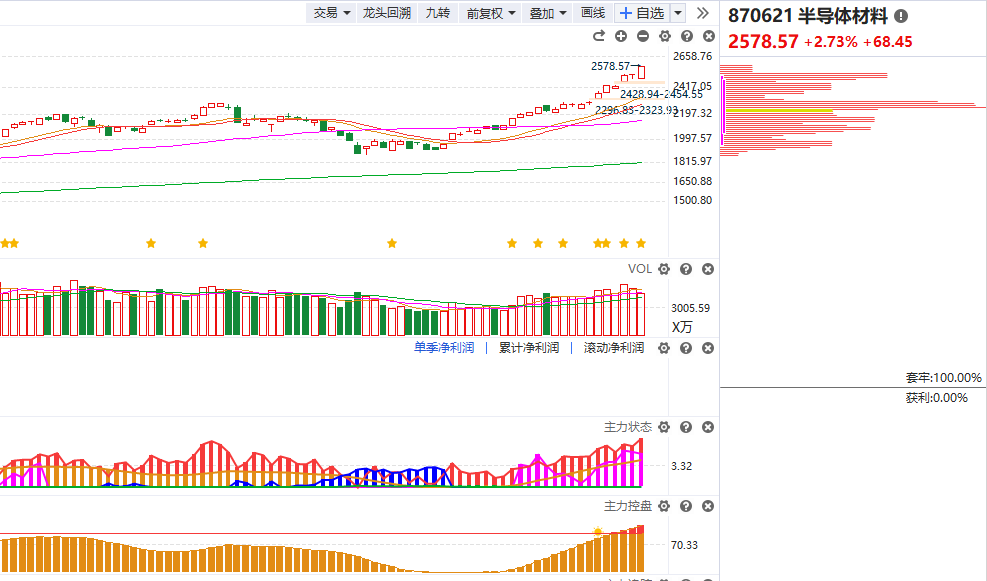 交易 龙头回溯 九转 前复权 叠加 画线 自选
870621 半导体材料
2578.57 +2.73% +68.45
2658.76
2578.57
2417.05
2428.94-2454.55
2296.83-2323.93
2197.32
1997.57
1815.97
1650.88
1500.80
VOL
3005.59
X万
单季净利润 | 累计净利润 | 滚动净利润
套牢:100.00%
获利:0.00%
主力状态
3.32
主力控盘
70.33